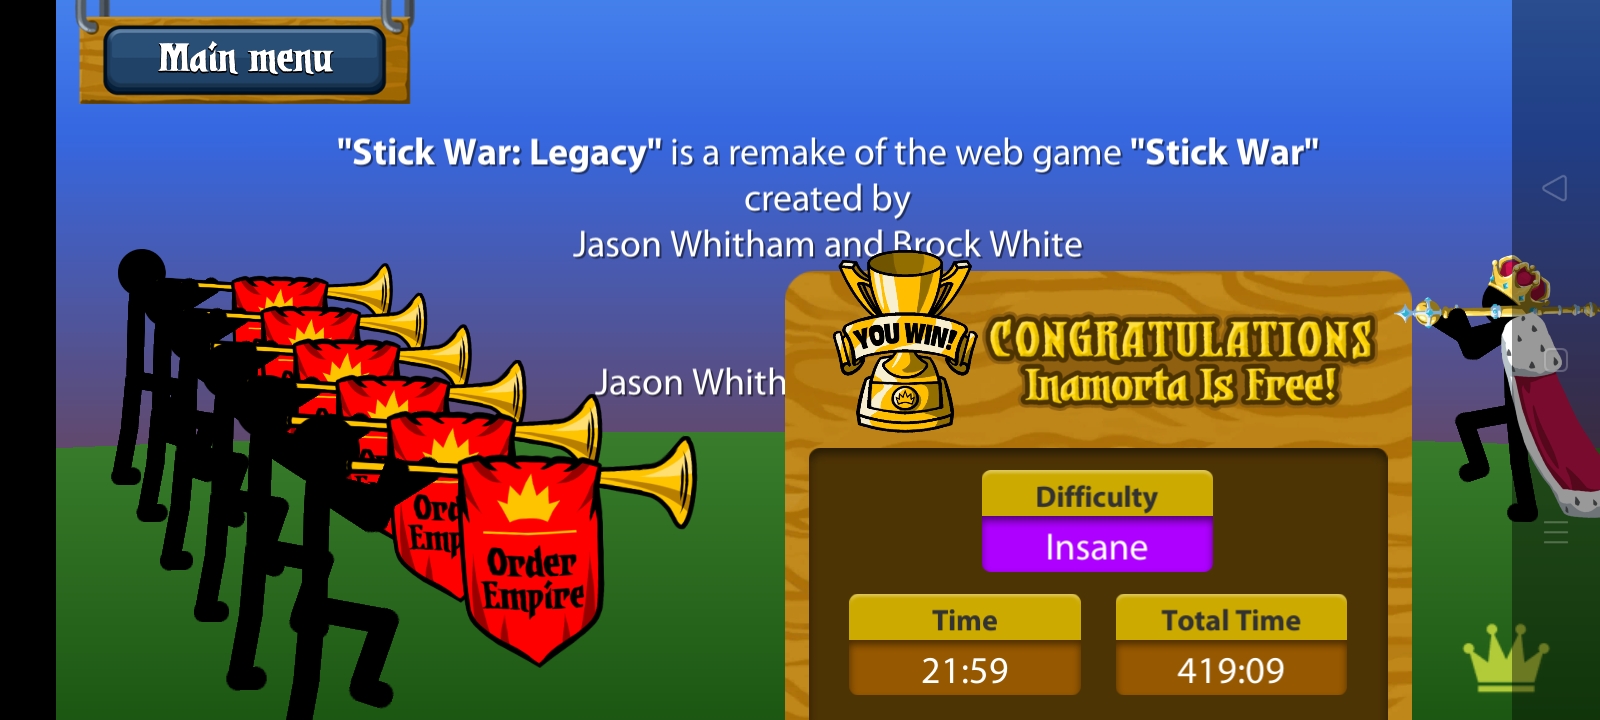 Main menu
"Stick War: Legacy" is a remake of the web game "Stick War"
created by
Jason Whitham and Brock White
Jason Whith
YOU WIN!
CONGRATULATIONS
Inamorta Is Free!
Difficulty
Insane
Time
Total Time
21:59
419:09
Ord
Emp
Order
Empire